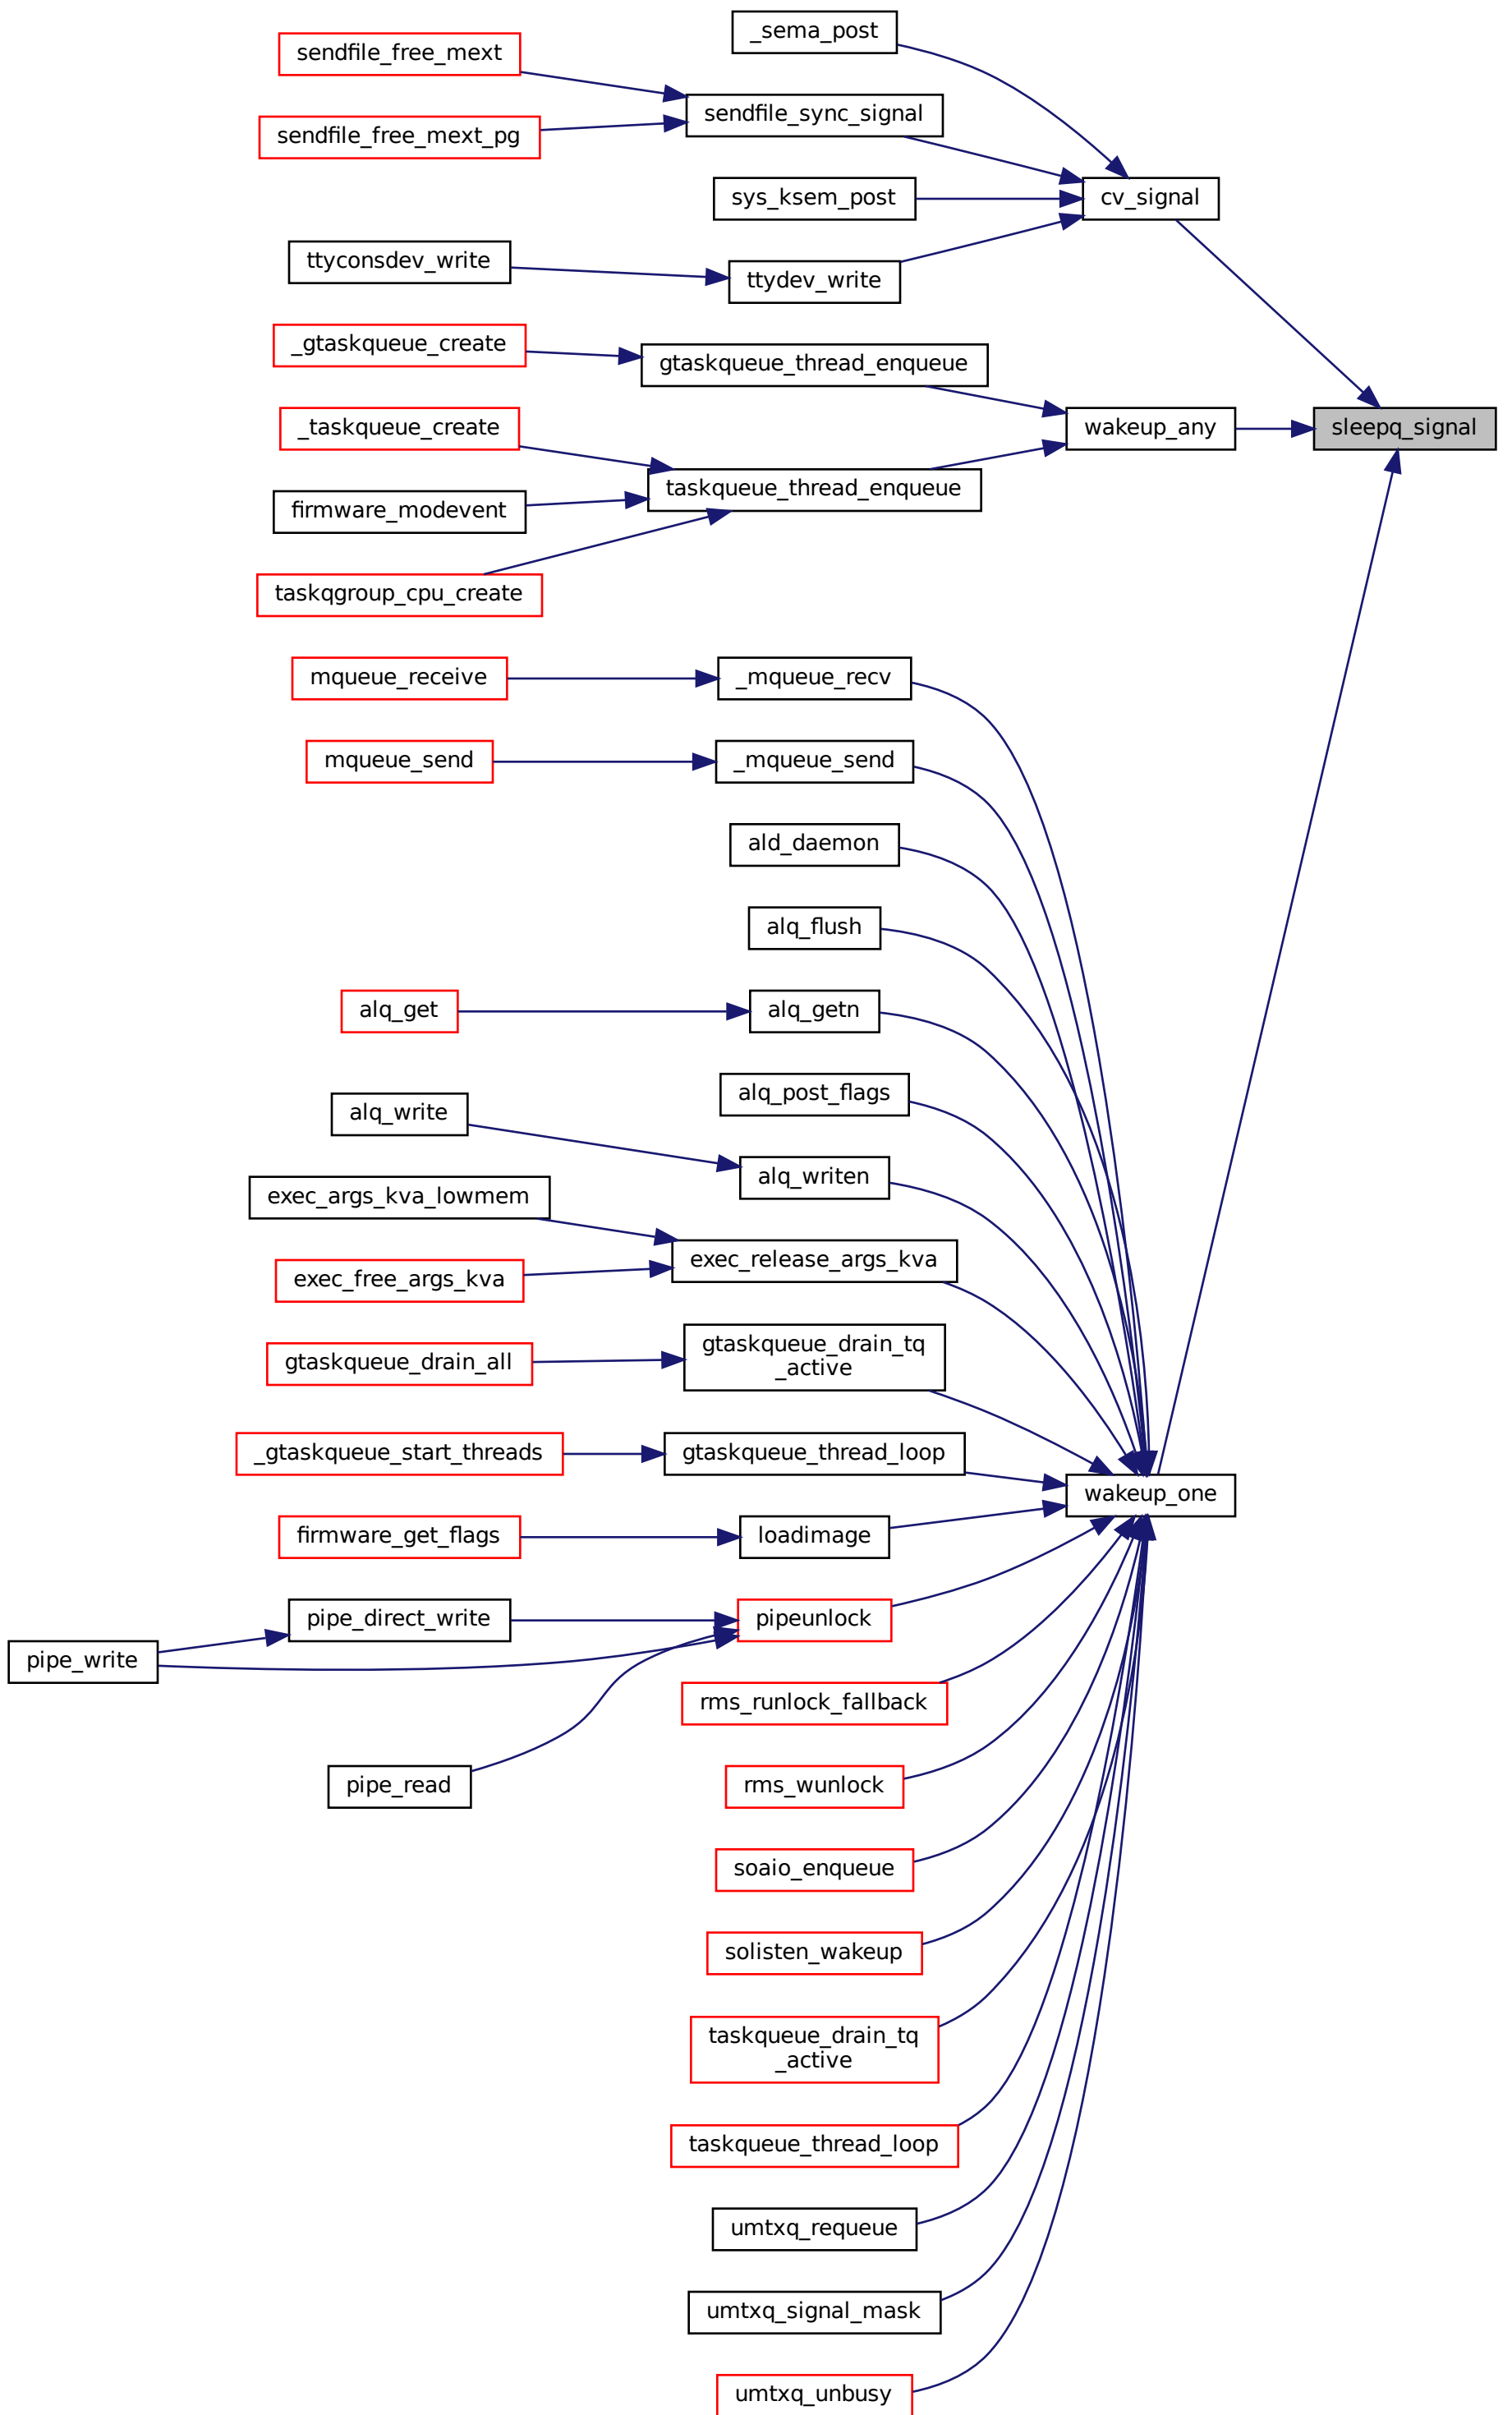 _sema_post
sendfile_free_mext
sendfile_sync_signal
sendfile_free_mext_pg
sys_ksem_post
cv_signal
ttyconsdev_write
ttydev_write
_gtaskqueue_create
gtaskqueue_thread_enqueue
_taskqueue_create
wakeup_any
sleepq_signal
taskqueue_thread_enqueue
firmware_modevent
taskqgroup_cpu_create
mqueue_receive
_mqueue_recv
mqueue_send
_mqueue_send
ald_daemon
alq_flush
alq_get
alq_getn
alq_post_flags
alq_write
alq_writen
exec_args_kva_lowmem
exec_release_args_kva
exec_free_args_kva
gtaskqueue_drain_all
gtaskqueue_drain_tq
_active
_gtaskqueue_start_threads
gtaskqueue_thread_loop
wakeup_one
firmware_get_flags
loadimage
pipe_direct_write
pipeunlock
pipe_write
rms_runlock_fallback
pipe_read
rms_wunlock
soaio_enqueue
solisten_wakeup
taskqueue_drain_tq
_active
taskqueue_thread_loop
umtxq_requeue
umtxq_signal_mask
umtxq_unbusy